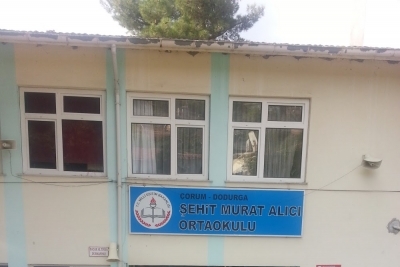 ÇORUM - DODURGA
ŞEHİT MURAT ALICI
ORTAOKULU